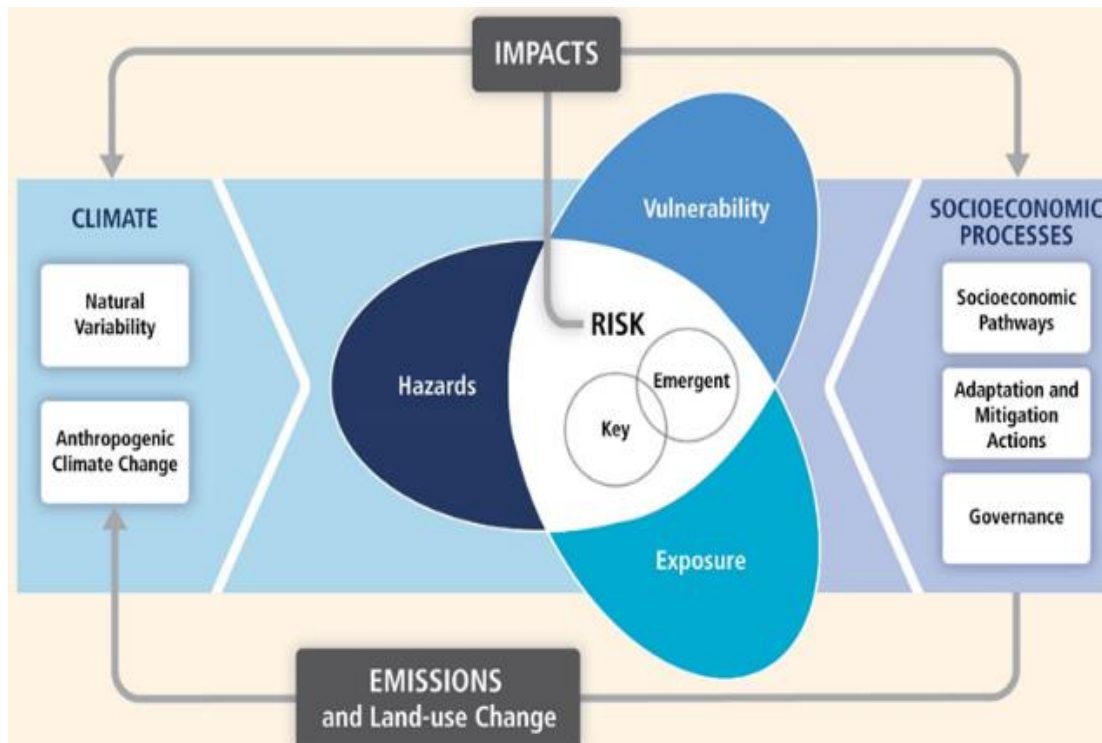 IMPACTS
CLIMATE
Natural
Variability
Anthropogenic
Climate Change
Vulnerability
Hazards
RISK
Emergent
Key
Exposure
SOCIOECONOMIC
PROCESSES
Socioeconomic
Pathways
Adaptation and
Mitigation
Actions
Governance
EMISSIONS
and Land-use Change